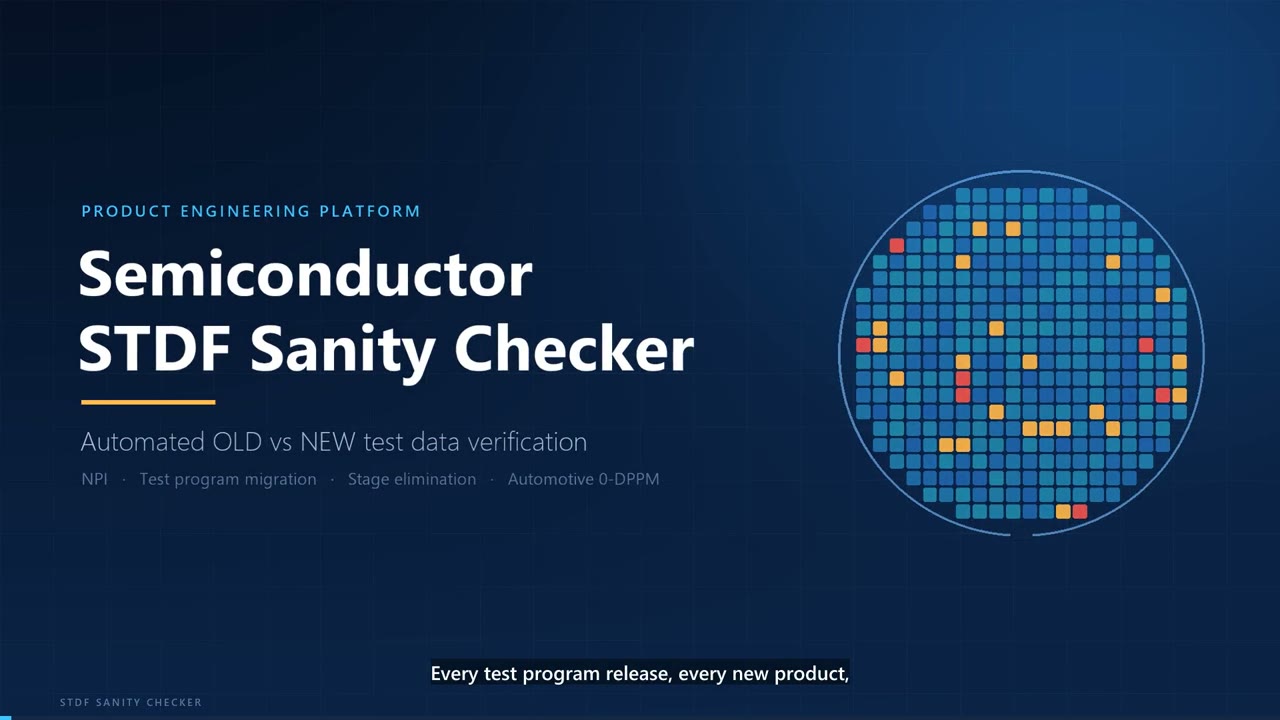 PRODUCT ENGINEERING PLATFORM
Semiconductor
STDF Sanity Checker
Automated OLD vs NEW test data verification
NPI · Test program migration · Stage elimination · Automotive 0-DPPM
Every test program release, every new product,
STDF SANITY CHECKER